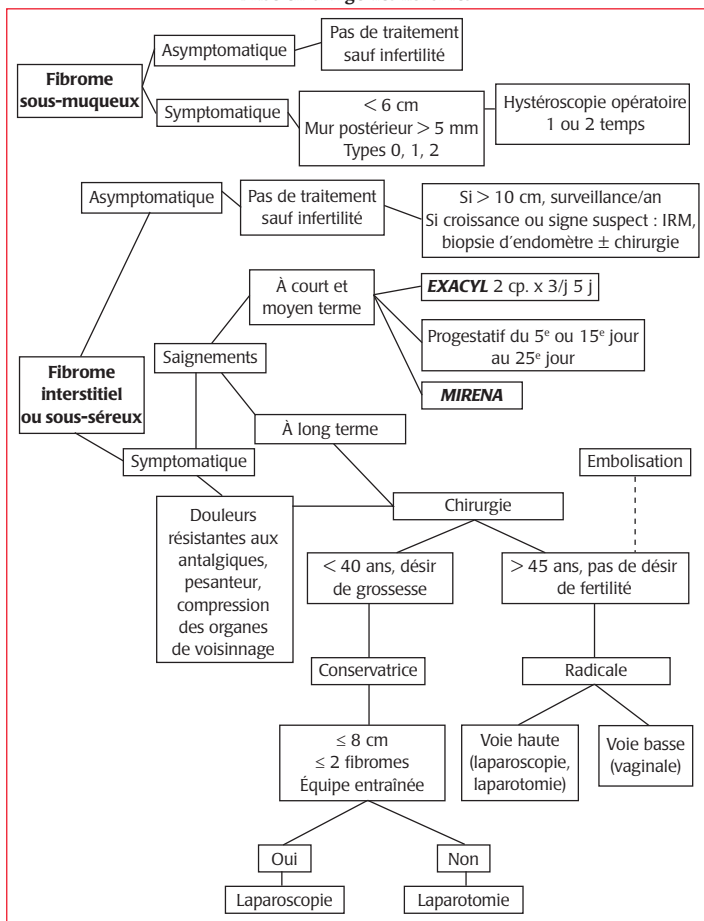 Asymptomatique
Pas de traitement
sauf infertilité
Fibrome
sous-muqueux
Symptomatique
< 6 cm
Mur postérieur > 5 mm
Types 0, 1, 2
Hystéroscopie opératoire
1 ou 2 temps
Asymptomatique
Pas de traitement
sauf infertilité
Si > 10 cm, surveillance/an
Si croissance ou signe suspect : IRM,
biopsie d'endomètre ± chirurgie
À court et
moyen terme
EXACYL 2 cp. x 3/j 5 j
Progestatif du 5e ou 15e jour
au 25e jour
MIRENA
Saignements
Fibrome
interstitiel
ou sous-séreux
À long terme
Symptomatique
Embolisation
Douleurs
résistantes aux
antalgiques,
pesanteur,
compression
des organes
de voisinnage
Chirurgie
< 40 ans, désir
de grossesse
> 45 ans, pas de désir
de fertilité
Conservatrice
Radicale
≤ 8 cm
≤ 2 fibromes
Équipe entraînée
Voie haute
(laparoscopie,
laparotomie)
Voie basse
(vaginale)
Oui
Non
Laparoscopie
Laparotomie